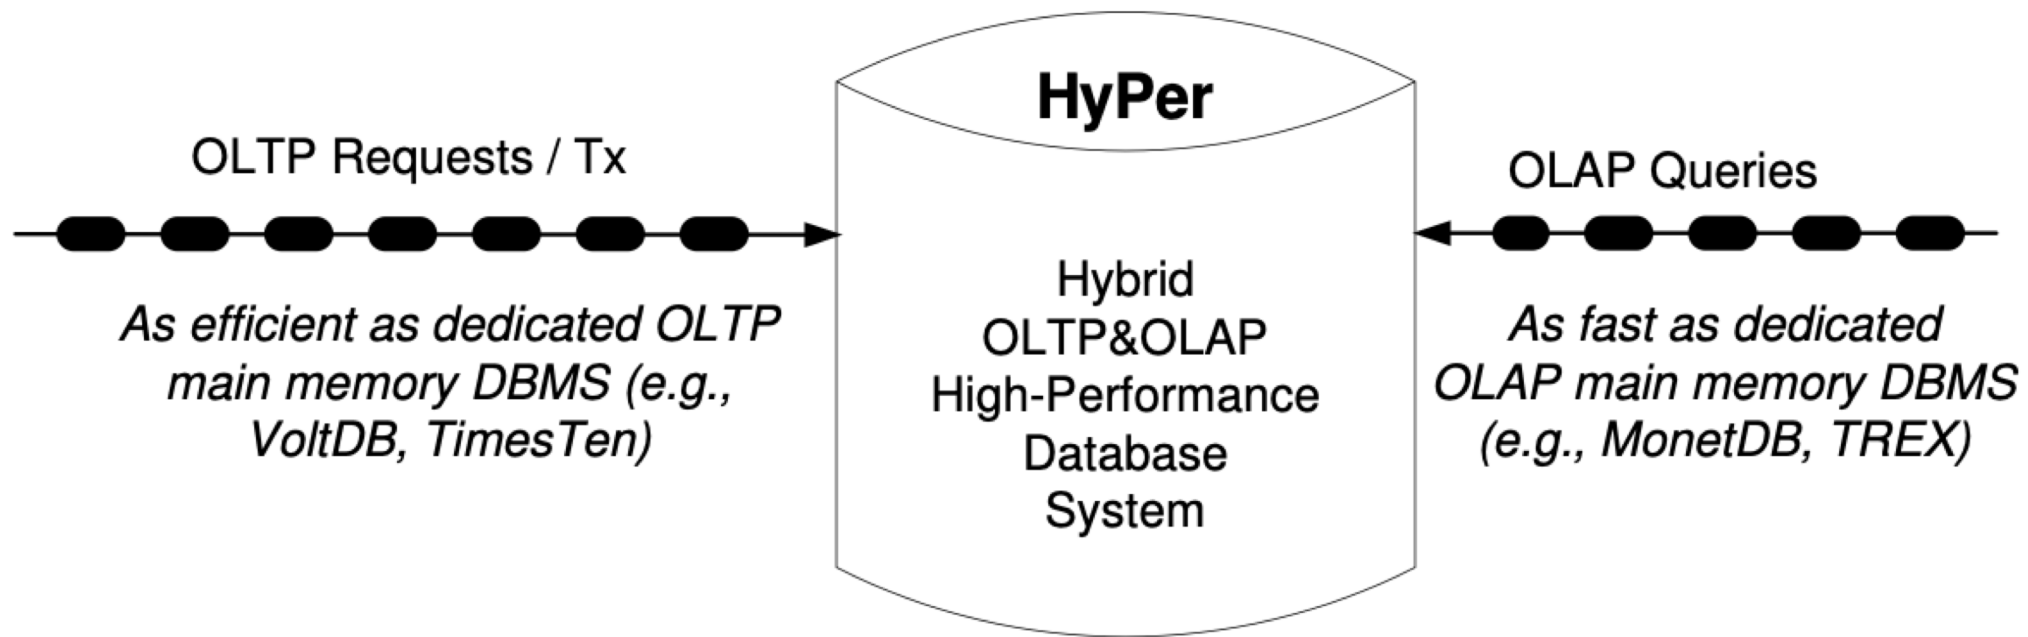 HyPer
OLTP Requests / Tx
As efficient as dedicated OLTP
main memory DBMS (e.g.,
VoltDB, TimesTen)
Hybrid
OLTP&OLAP
High-Performance
Database
System
OLAP Queries
As fast as dedicated
OLAP main memory DBMS
(e.g., MonetDB, TREX)